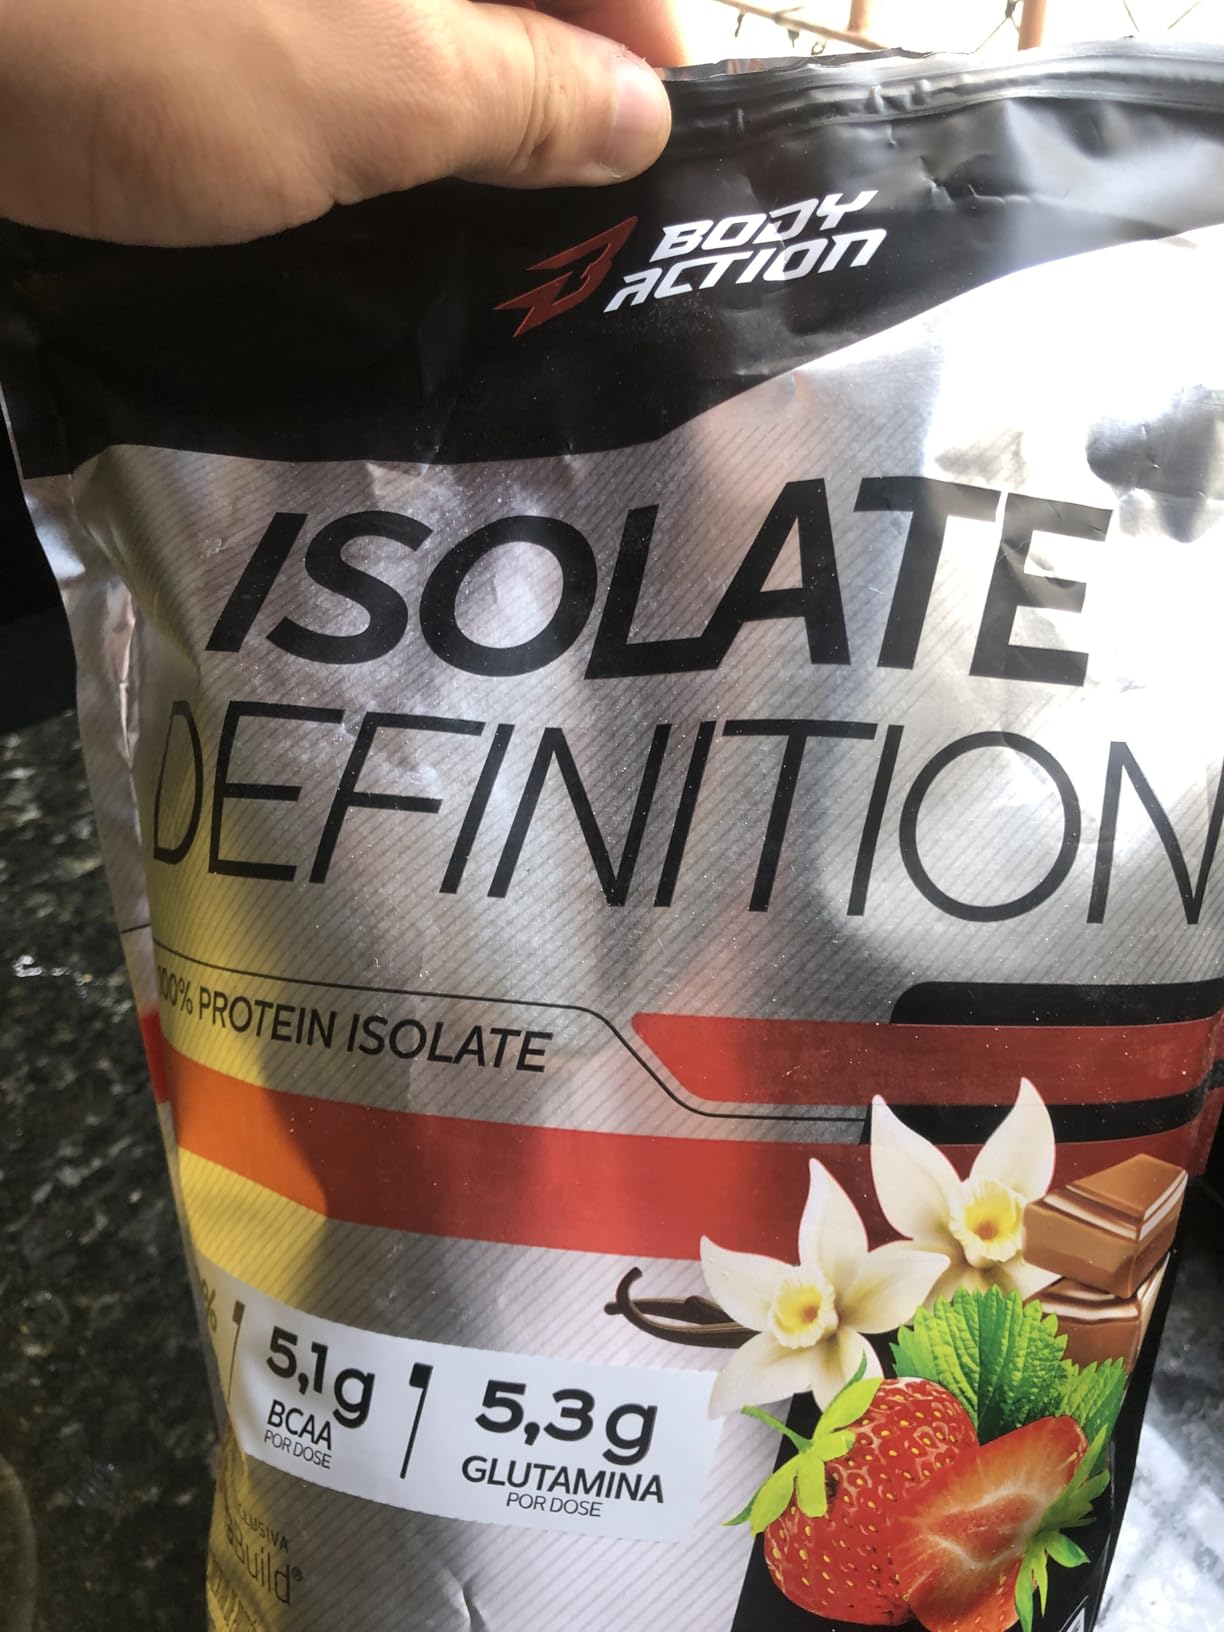 BODY
ACTION
ISOLATE
DEFINITION
100% PROTEIN ISOLATE
%
5,1g
BCAA
POR DOSE
5,3g
GLUTAMINA
POR DOSE